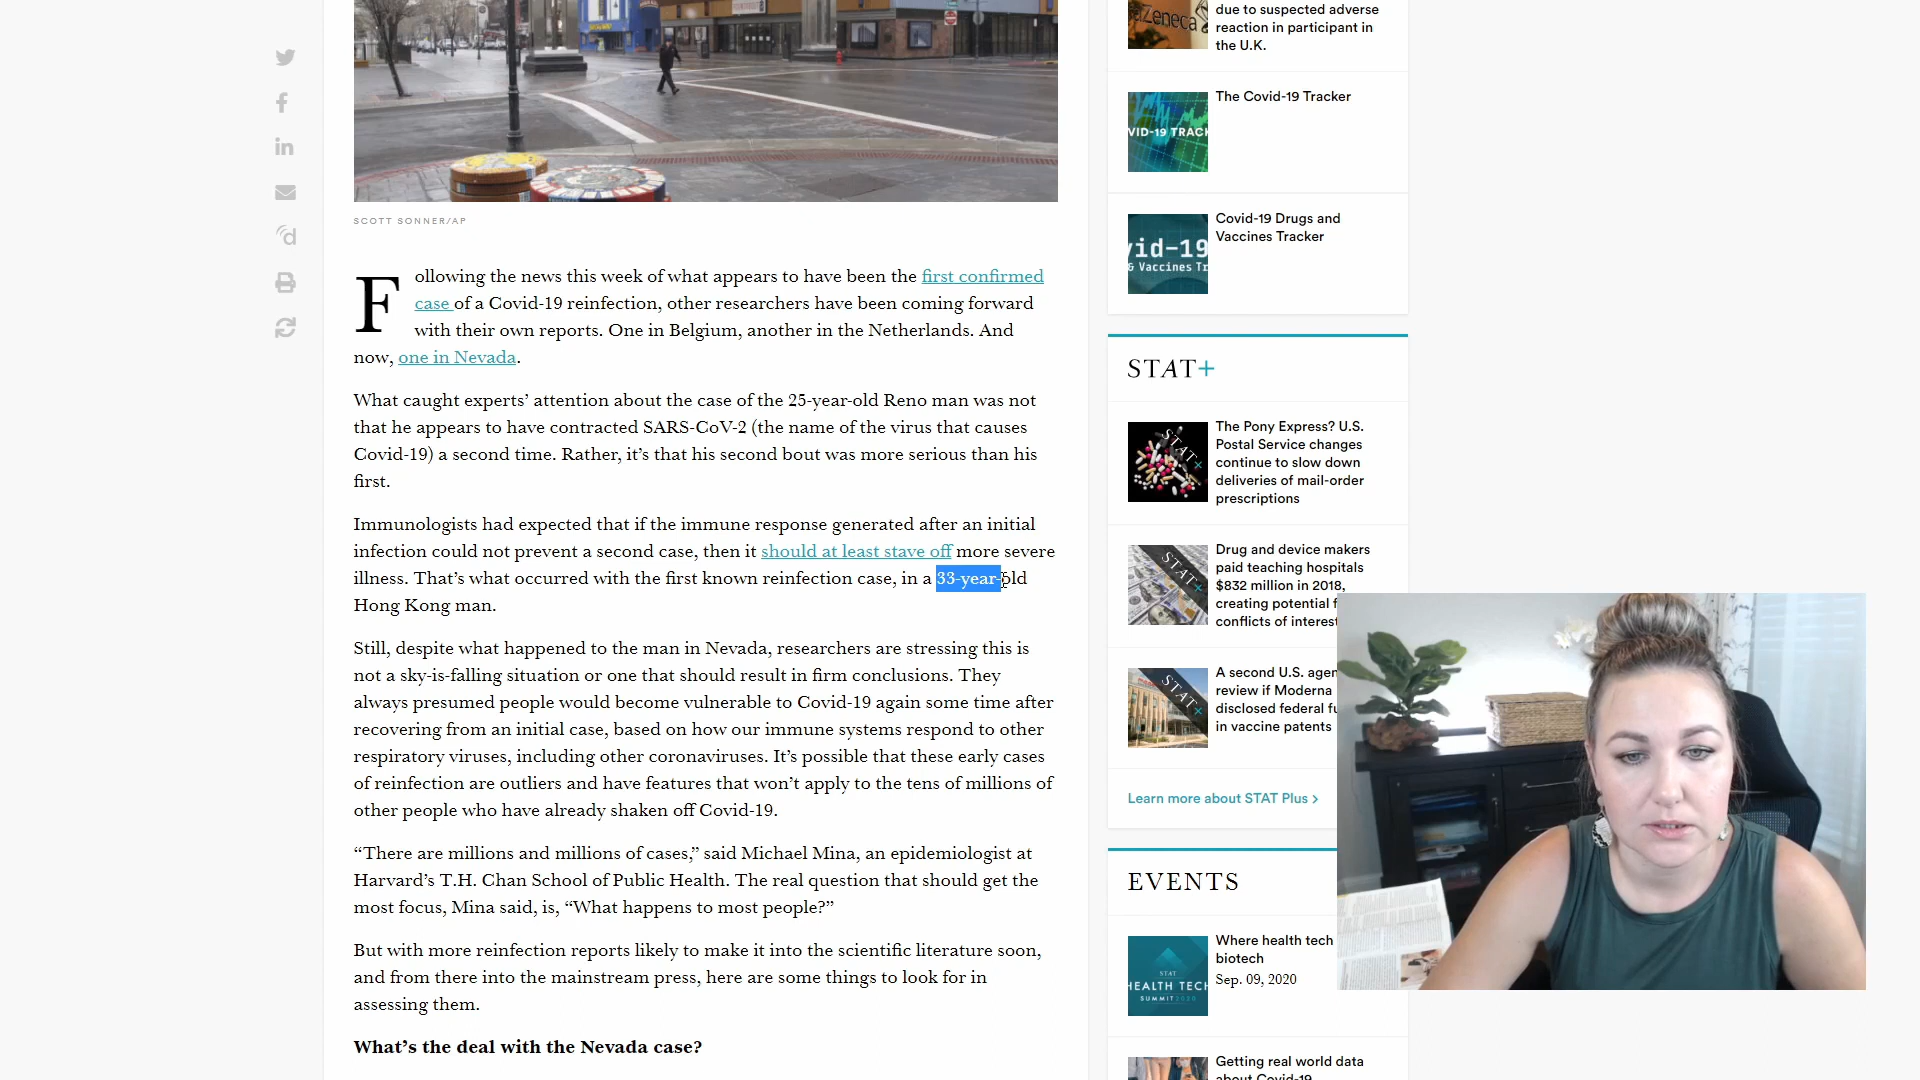 SCOTT SONNER/AP
Following the news this week of what appears to have been the first confirmed
case of a Covid-19 reinfection, other researchers have been coming forward
with their own reports. One in Belgium, another in the Netherlands. And
now, one in Nevada.
What caught experts’ attention about the case of the 25-year-old Reno man was not
that he appears to have contracted SARS-CoV-2 (the name of the virus that causes
Covid-19) a second time. Rather, it’s that his second bout was more serious than his
first.
Immunologists had expected that if the immune response generated after an initial
infection could not prevent a second case, then it should at least stave off more severe
illness. That’s what occurred with the first known reinfection case, in a 33-year-old
Hong Kong man.
Still, despite what happened to the man in Nevada, researchers are stressing this is
not a sky-is-falling situation or one that should result in firm conclusions. They
always presumed people would become vulnerable to Covid-19 again some time after
recovering from an initial case, based on how our immune systems respond to other
respiratory viruses, including other coronaviruses. It’s possible that these early cases
of reinfection are outliers and have features that won’t apply to the tens of millions of
other people who have already shaken off Covid-19.
“There are millions and millions of cases,” said Michael Mina, an epidemiologist at
Harvard’s T.H. Chan School of Public Health. The real question that should get the
most focus, Mina said, is, “What happens to most people?”
But with more reinfection reports likely to make it into the scientific literature soon,
and from there into the mainstream press, here are some things to look for in
assessing them.
What’s the deal with the Nevada case?
aZeneca
due to suspected adverse
reaction in participant in
the U.K.
VID-19 TRACK
The Covid-19 Tracker
vid-19
& Vaccines Tr
Covid-19 Drugs and
Vaccines Tracker
STAT+
STAT+
The Pony Express? U.S.
Postal Service changes
continue to slow down
deliveries of mail-order
prescriptions
STAT+
Drug and device makers
paid teaching hospitals
$832 million in 2018,
creating potential f
conflicts of interest
STAT+
A second U.S. agen
review if Moderna
disclosed federal fu
in vaccine patents
Learn more about STAT Plus >
EVENTS
STAT
HEALTH TECH
SUMMIT 2020
Where health tech
biotech
Sep. 09, 2020
Getting real world data
about Covid-19